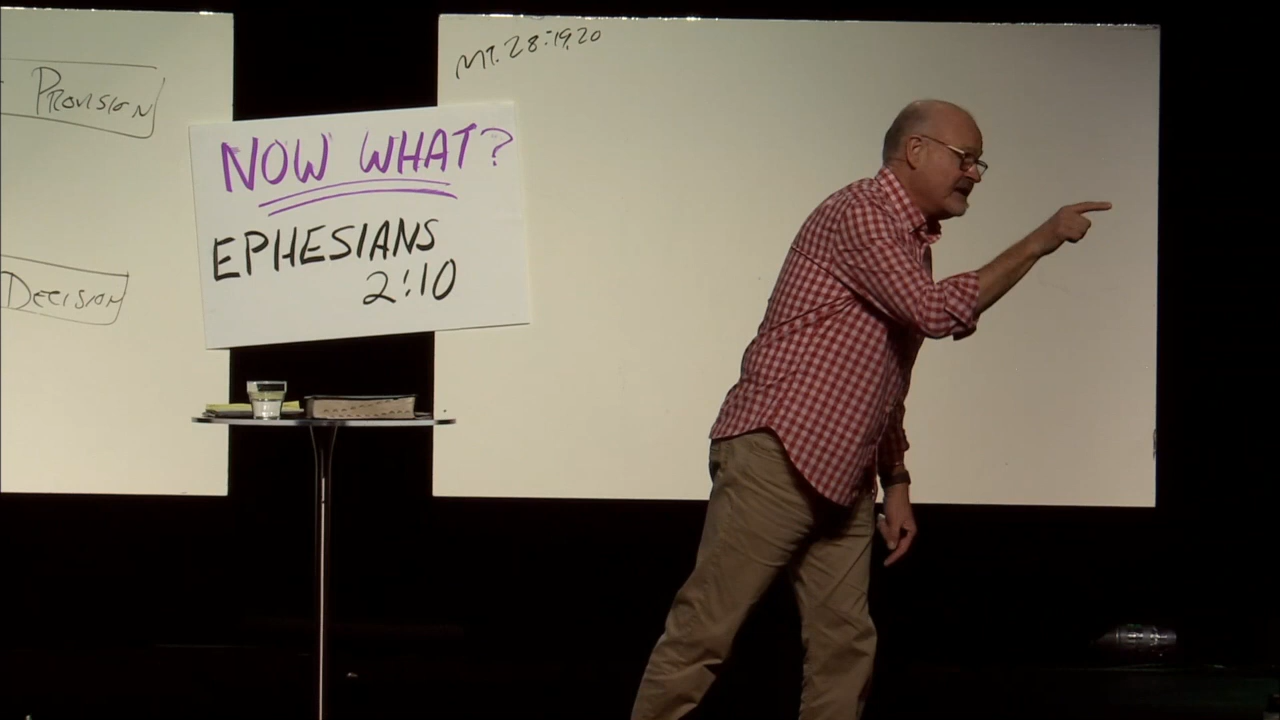 PROVISION
DECISION
NOW WHAT?
EPHESIANS
2:10
MT. 28:19,20